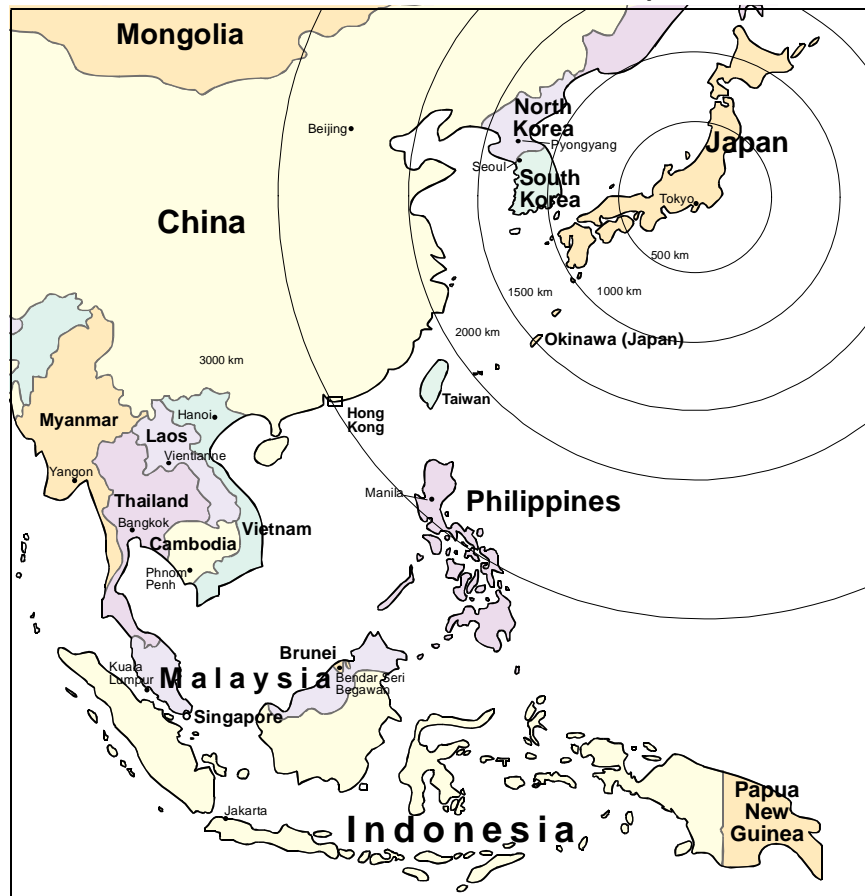 Mongolia
Beijing
North
Korea
Pyongyang
Seoul
South
Korea
Japan
Tokyo
China
500 km
1500 km
1000 km
2000 km
3000 km
Okinawa (Japan)
Taiwan
Hong
Kong
Myanmar
Hanoi
Laos
Vientianne
Yangon
Thailand
Bangkok
Vietnam
Cambodia
Phnom
Penh
Manila
Philippines
Brunei
Bendar Seri
Begawan
Kuala
Lumpur
Malaysia
Singapore
Jakarta
Indonesia
Papua
New
Guinea